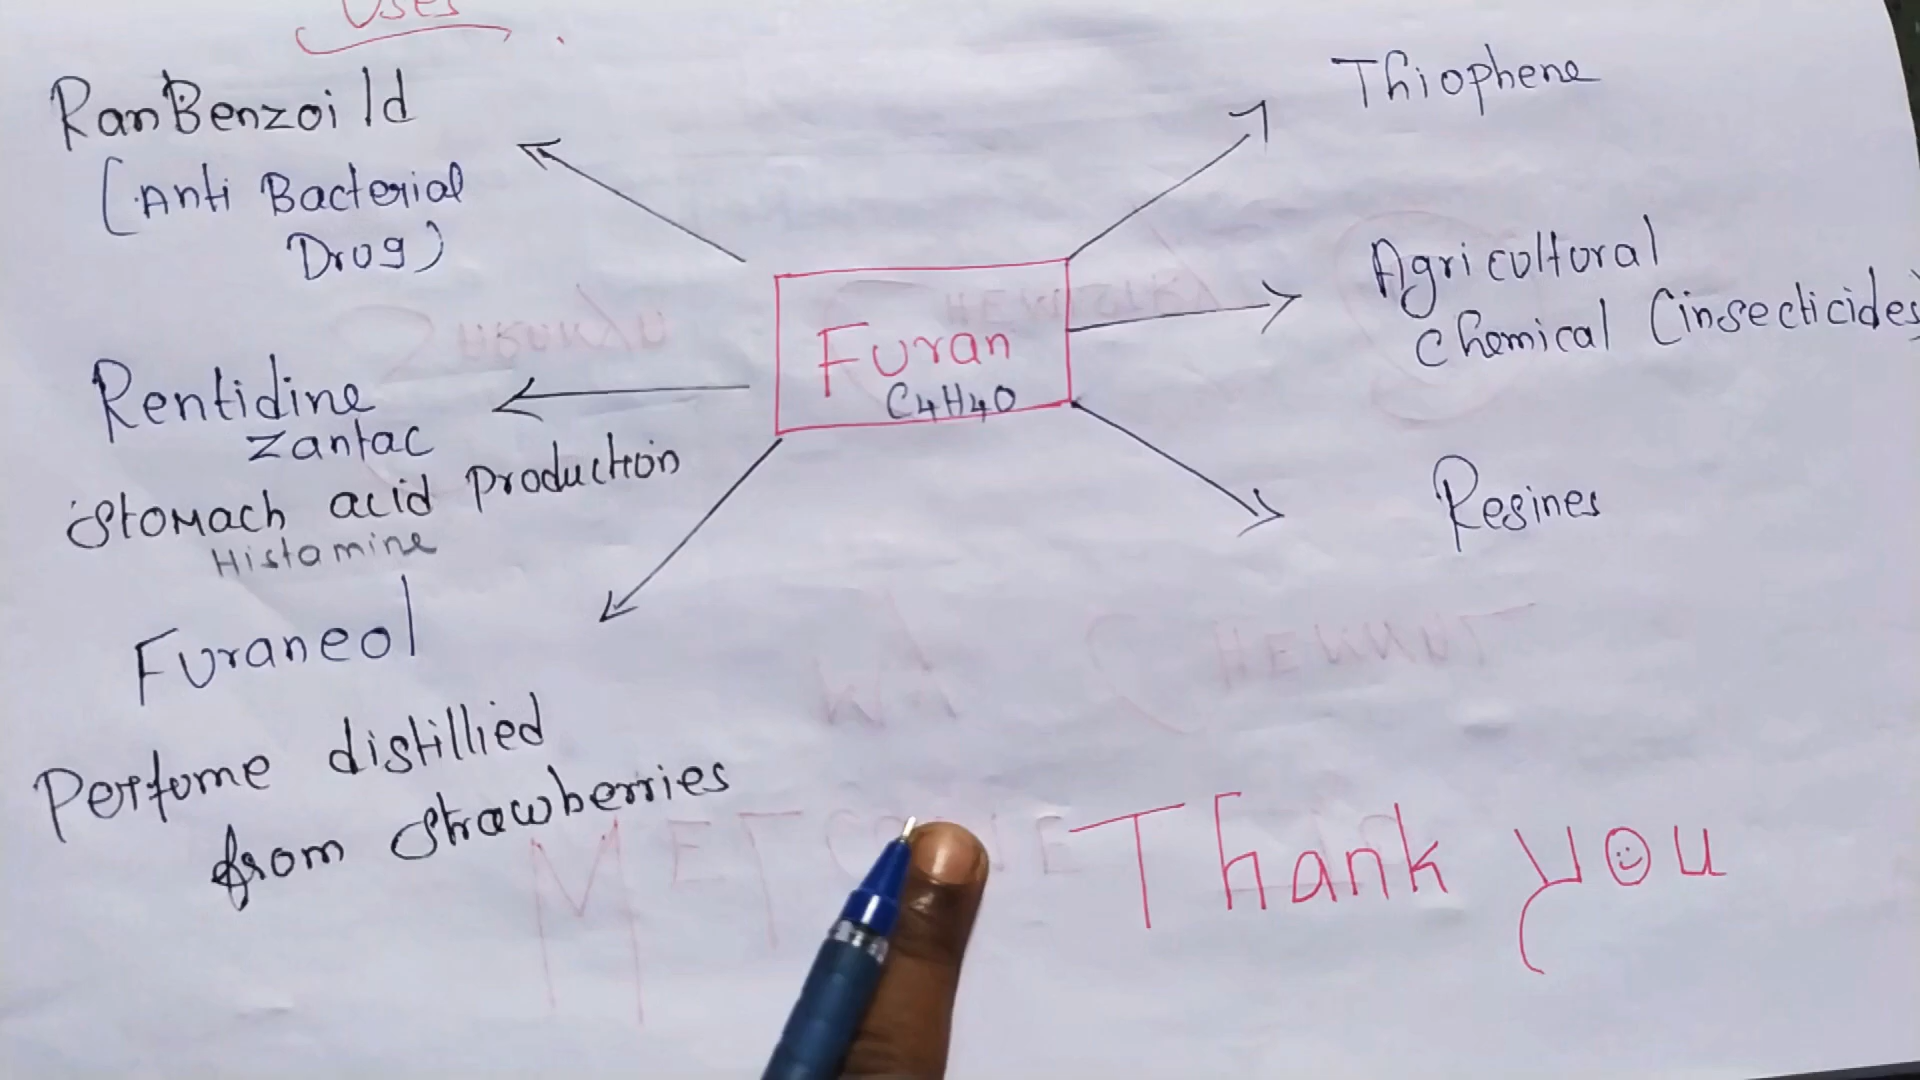 Uses
RanBenzoild
(Anti Bacterial
Drug)
Rentidine
Zantac
Stomach acid Production
Histamine
Furaneol
Perfume distillied
from Strawberries
Furan
C4H4O
Thiophene
Agricultural
Chemical (insecticides)
Resines
Thank you